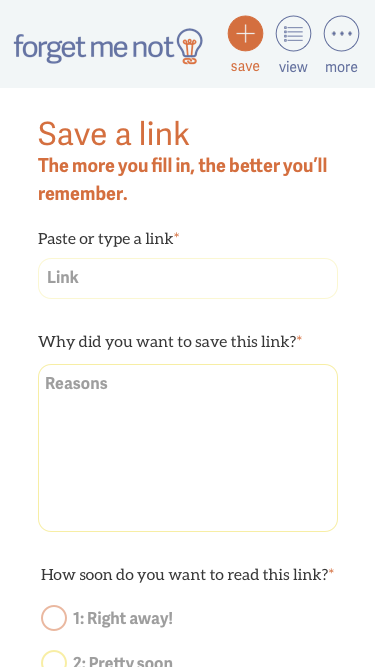 forget me not
save
view
more
Save a link
The more you fill in, the better you'll
remember.
Paste or type a link*
Link
Why did you want to save this link?*
Reasons
How soon do you want to read this link?*
1: Right away!
2: Pretty soon